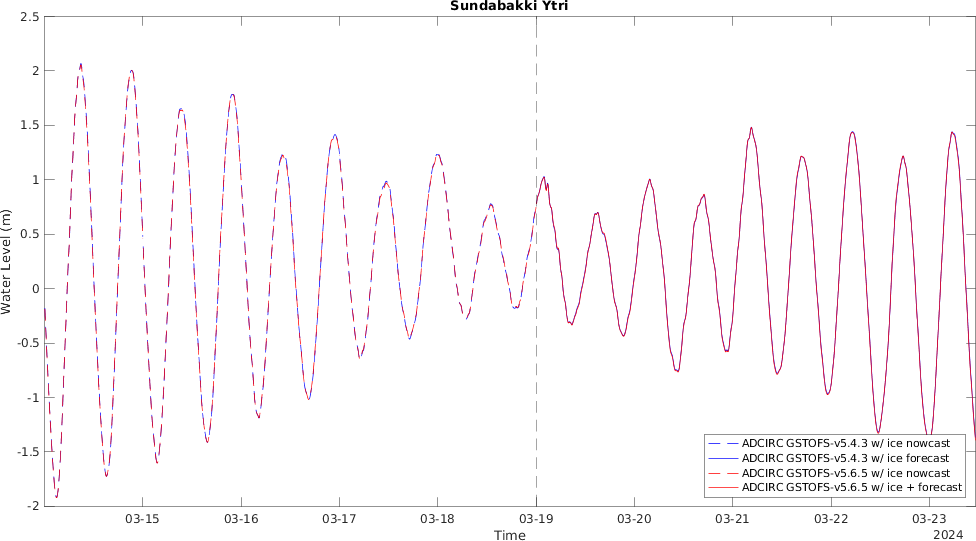 Sundabakki Ytri
2.5
2
1.5
1
0.5
0
-0.5
-1
-1.5
-2
Water Level (m)
ADCIRC GSTOFS-v5.4.3 w/ ice nowcast
ADCIRC GSTOFS-v5.4.3 w/ ice forecast
ADCIRC GSTOFS-v5.6.5 w/ ice nowcast
ADCIRC GSTOFS-v5.6.5 w/ ice + forecast
03-15 03-16 03-17 03-18 03-19 03-20 03-21 03-22 03-23
Time
2024